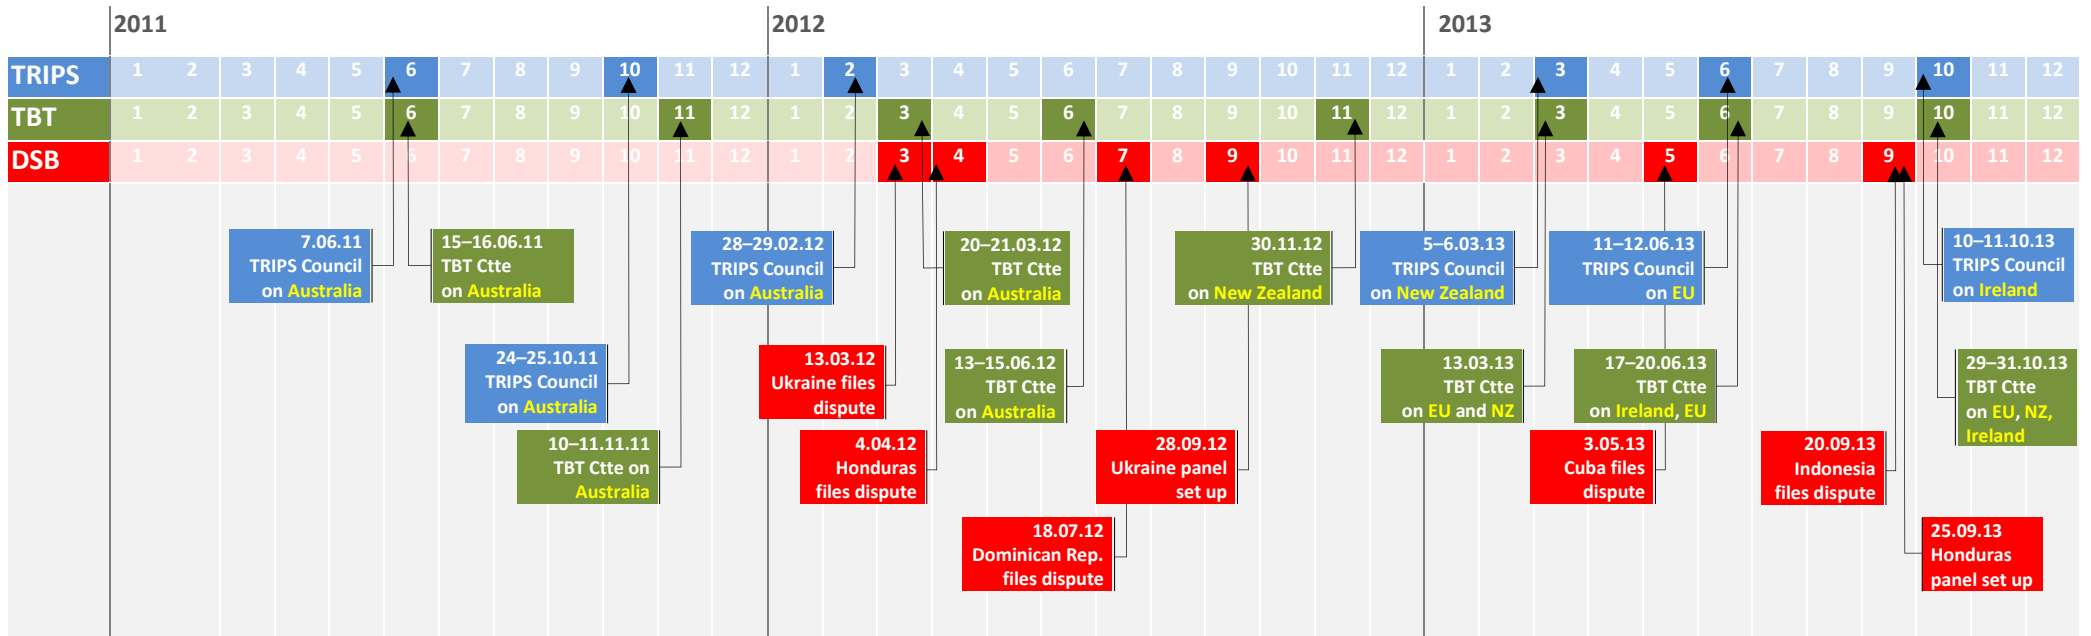 2011
2012
2013
TRIPS 1 2 3 4 5 6 7 8 9 10 11 12 1 2 3 4 5 6 7 8 9 10 11 12 1 2 3 4 5 6 7 8 9 10 11 12
TBT 1 2 3 4 5 6 7 8 9 10 11 12 1 2 3 4 5 6 7 8 9 10 11 12 1 2 3 4 5 6 7 8 9 10 11 12
DSB 1 2 3 4 5 6 7 8 9 10 11 12 1 2 3 4 5 6 7 8 9 10 11 12 1 2 3 4 5 6 7 8 9 10 11 12
7.06.11
TRIPS Council
on Australia
15–16.06.11
TBT Ctte
on Australia
28–29.02.12
TRIPS Council
on Australia
20–21.03.12
TBT Ctte
on Australia
30.11.12
TBT Ctte
on New Zealand
5–6.03.13
TRIPS Council
on New Zealand
11–12.06.13
TRIPS Council
on EU
10–11.10.13
TRIPS Council
on Ireland
24–25.10.11
TRIPS Council
on Australia
13.03.12
Ukraine files
dispute
13–15.06.12
TBT Ctte
on Australia
13.03.13
TBT Ctte
on EU and NZ
17–20.06.13
TBT Ctte
on Ireland, EU
29–31.10.13
TBT Ctte
on EU, NZ,
Ireland
10–11.11.11
TBT Ctte on
Australia
4.04.12
Honduras
files dispute
28.09.12
Ukraine panel
set up
3.05.13
Cuba files
dispute
20.09.13
Indonesia
files dispute
18.07.12
Dominican Rep.
files dispute
25.09.13
Honduras
panel set up